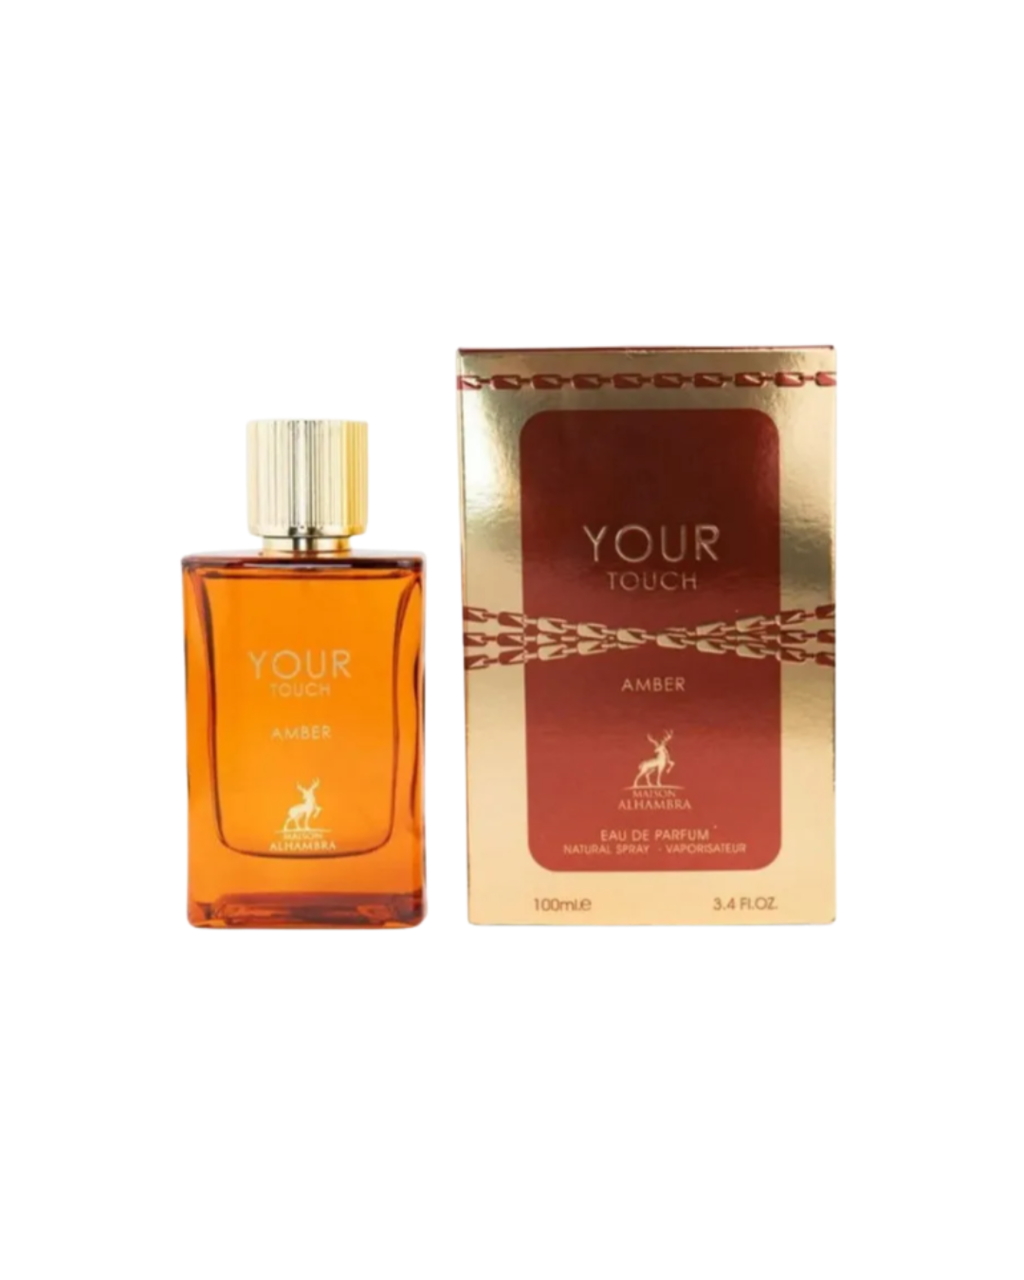 YOUR
TOUCH
AMBER
MAISON
ALHAMBRA
YOUR
TOUCH
AMBER
MAISON
ALHAMBRA
EAU DE PARFUM
NATURAL SPRAY - VAPORISATEUR
100ml.e 3.4 Fl.OZ.